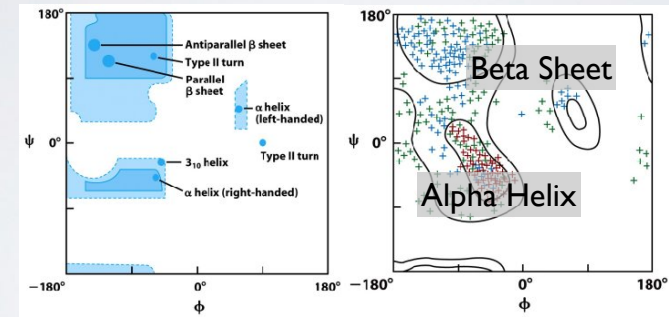 180°
Antiparallel β sheet
Type II turn
Parallel
β sheet
α helix
(left-handed)
ψ 0°
Type II turn
3₁₀ helix
α helix (right-handed)
−180°
0°
180°
ϕ
180°
Beta Sheet
ψ 0°
Alpha Helix
−180°
0°
180°
ϕ